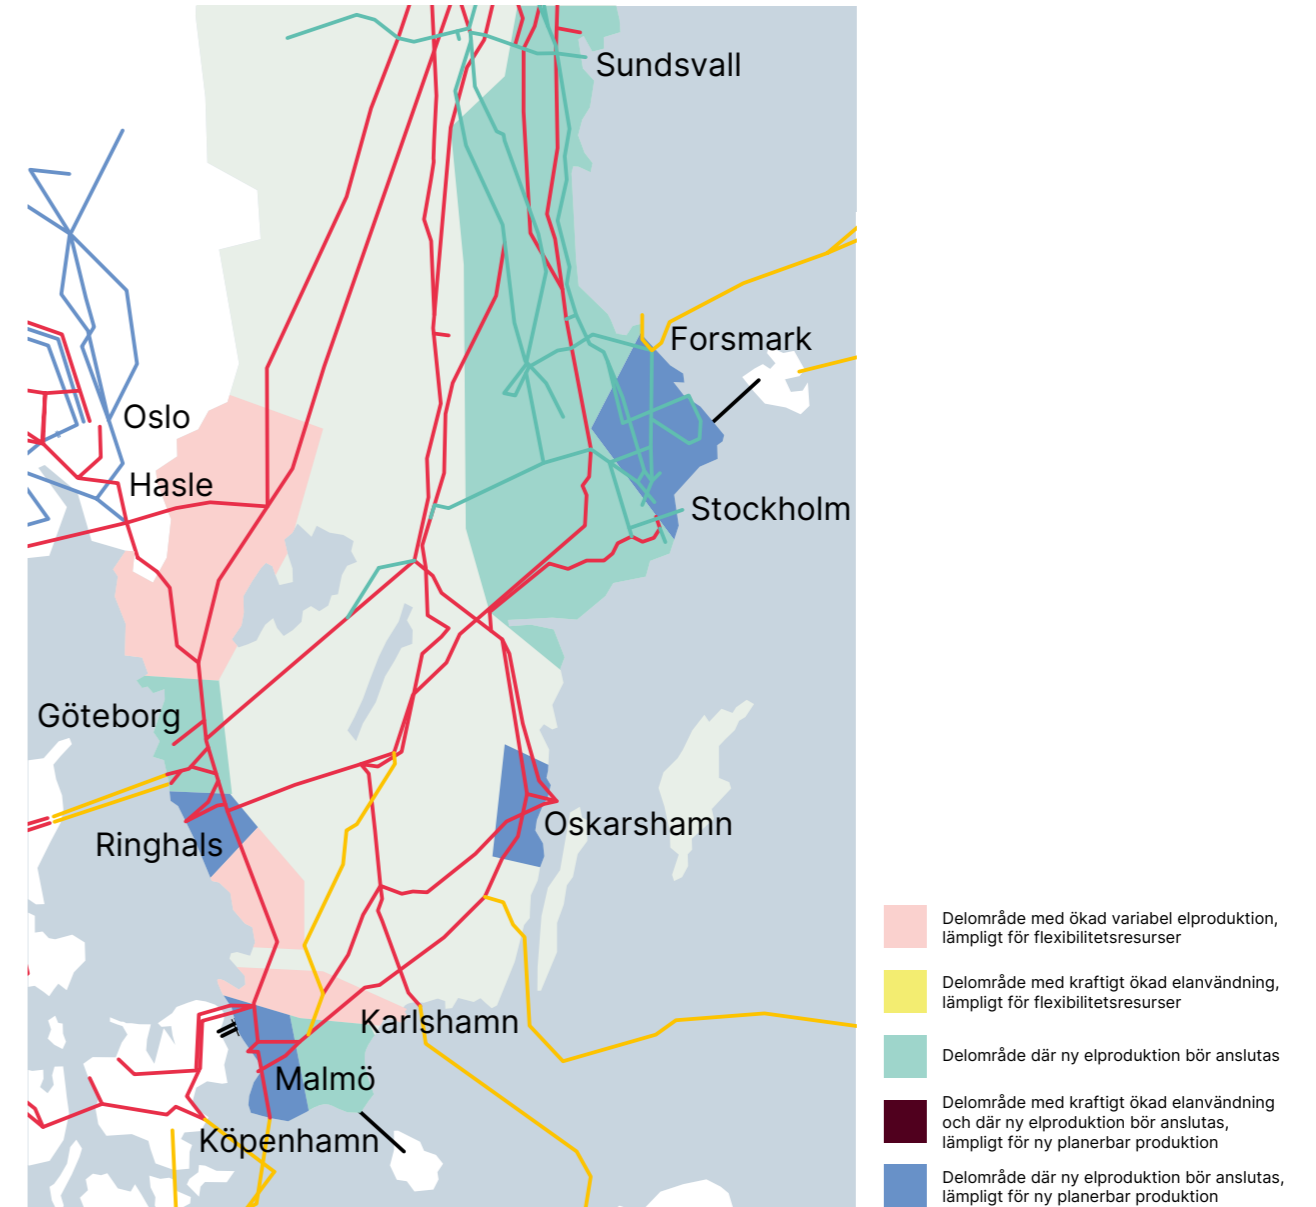 Sundsvall
Forsmark
Oslo
Hasle
Stockholm
Göteborg
Ringhals
Oskarshamn
Karlshamn
Malmö
Köpenhamn
Delområde med ökad variabel elproduktion,
lämpligt för flexibilitetsresurser
Delområde med kraftigt ökad elanvändning,
lämpligt för flexibilitetsresurser
Delområde där ny elproduktion bör anslutas
Delområde med kraftigt ökad elanvändning
och där ny elproduktion bör anslutas,
lämpligt för ny planerbar produktion
Delområde där ny elproduktion bör anslutas,
lämpligt för ny planerbar produktion